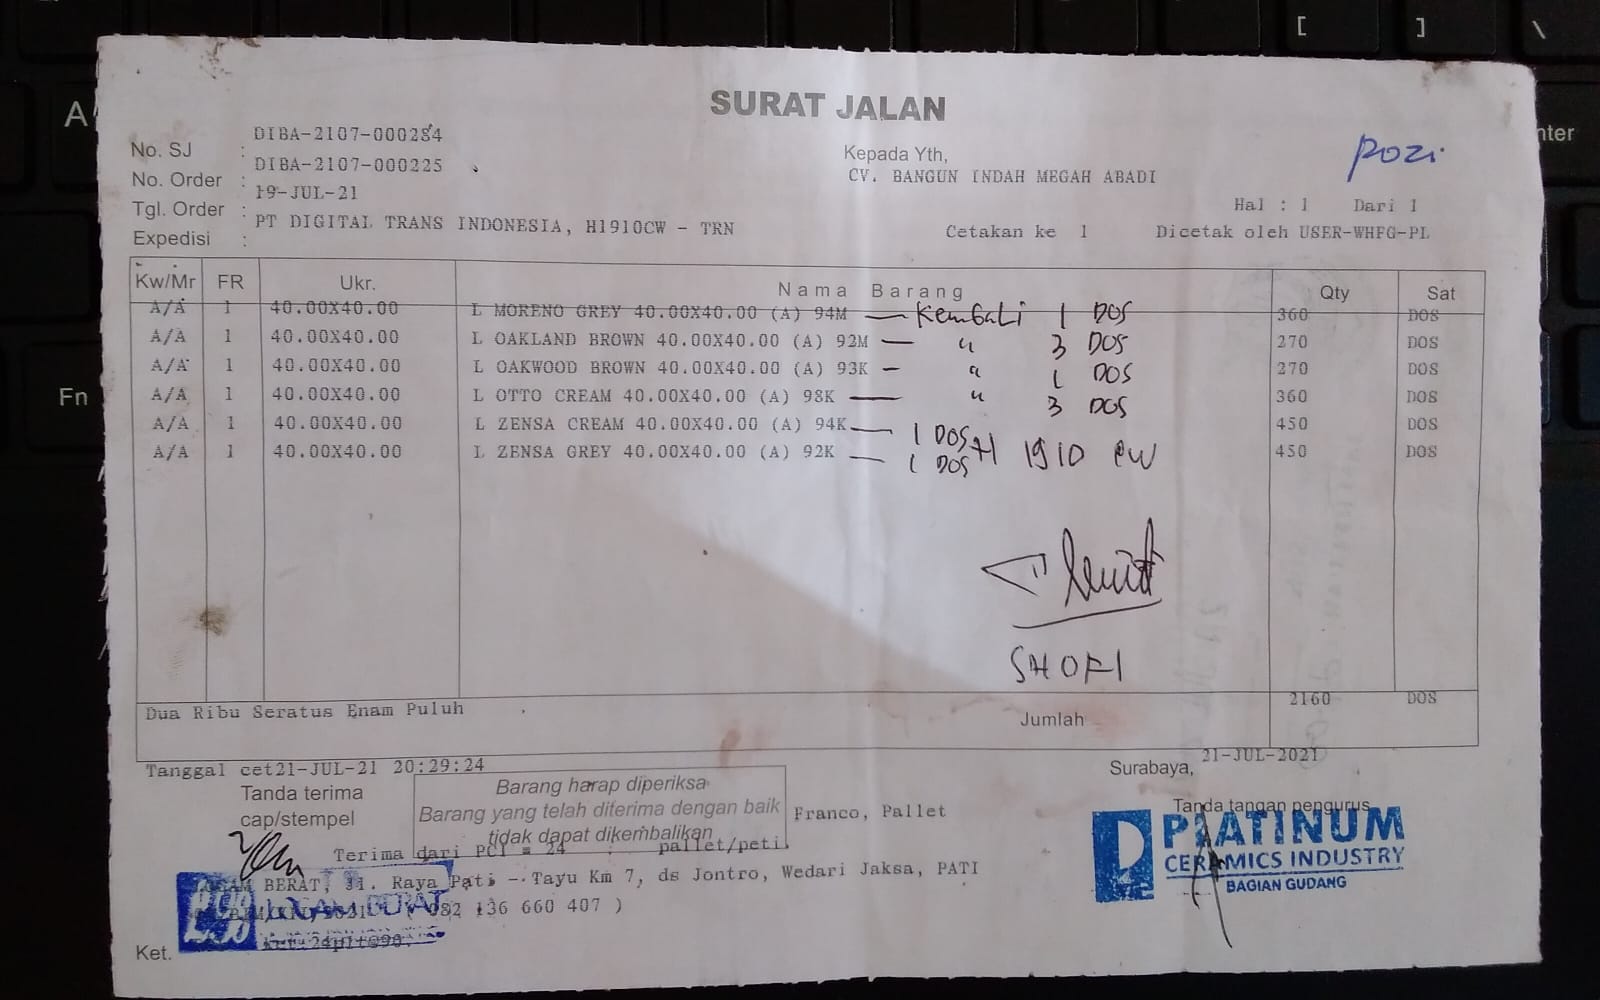 SURAT JALAN
No. SJ : DIBA-2107-000284
No. Order : DIBA-2107-000225
Tgl. Order : 19-JUL-21
Expedisi : PT DIGITAL TRANS INDONESIA, H1910CW - TRN
Kepada Yth,
CV. BANGUN INDAH MEGAH ABADI
pozi
Hal : 1 Dari 1
Cetakan ke 1 Dicetak oleh USER-WHFG-PL
Kw/Mr FR Ukr. Nama Barang Qty Sat
A/A 1 40.00X40.00 L MORENO GREY 40.00X40.00 (A) 94M — Kembali 1 DOS 360 DOS
A/A 1 40.00X40.00 L OAKLAND BROWN 40.00X40.00 (A) 92M — " 3 DOS 270 DOS
A/A 1 40.00X40.00 L OAKWOOD BROWN 40.00X40.00 (A) 93K — " 1 DOS 270 DOS
A/A 1 40.00X40.00 L OTTO CREAM 40.00X40.00 (A) 98K — " 3 DOS 360 DOS
A/A 1 40.00X40.00 L ZENSA CREAM 40.00X40.00 (A) 94K — 1 DOS 450 DOS
A/A 1 40.00X40.00 L ZENSA GREY 40.00X40.00 (A) 92K — 1 DOS 450 DOS
H 1910 CW
SHOFI
Dua Ribu Seratus Enam Puluh Jumlah 2160 DOS
Tanggal cet21-JUL-21 20:29:24
Surabaya, 21-JUL-2021
Tanda terima
cap/stempel
Barang harap diperiksa
Barang yang telah diterima dengan baik
tidak dapat dikembalikan
Franco, Pallet
Tanda tangan pengurus
PLATINUM
CERAMICS INDUSTRY
BAGIAN GUDANG
Terima dari PCI = 24 pallet/peti.
LOGAM BERAT, Jl. Raya Pati - Tayu Km 7, ds Jontro, Wedari Jaksa, PATI
LOGAM BERAT
( 082 136 660 407 )
Ket.
[
]
\
A
Fn
nter